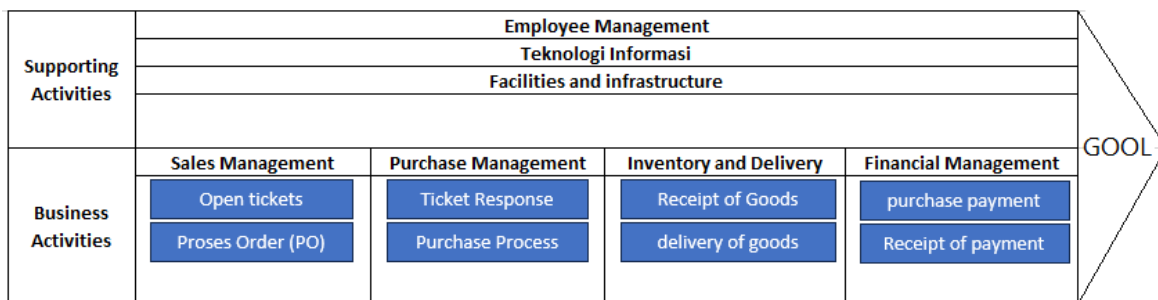 Employee Management
Teknologi Informasi
Facilities and infrastructure
Supporting
Activities
GOOL
Sales Management
Purchase Management
Inventory and Delivery
Financial Management
Business
Activities
Open tickets
Ticket Response
Receipt of Goods
purchase payment
Proses Order (PO)
Purchase Process
delivery of goods
Receipt of payment